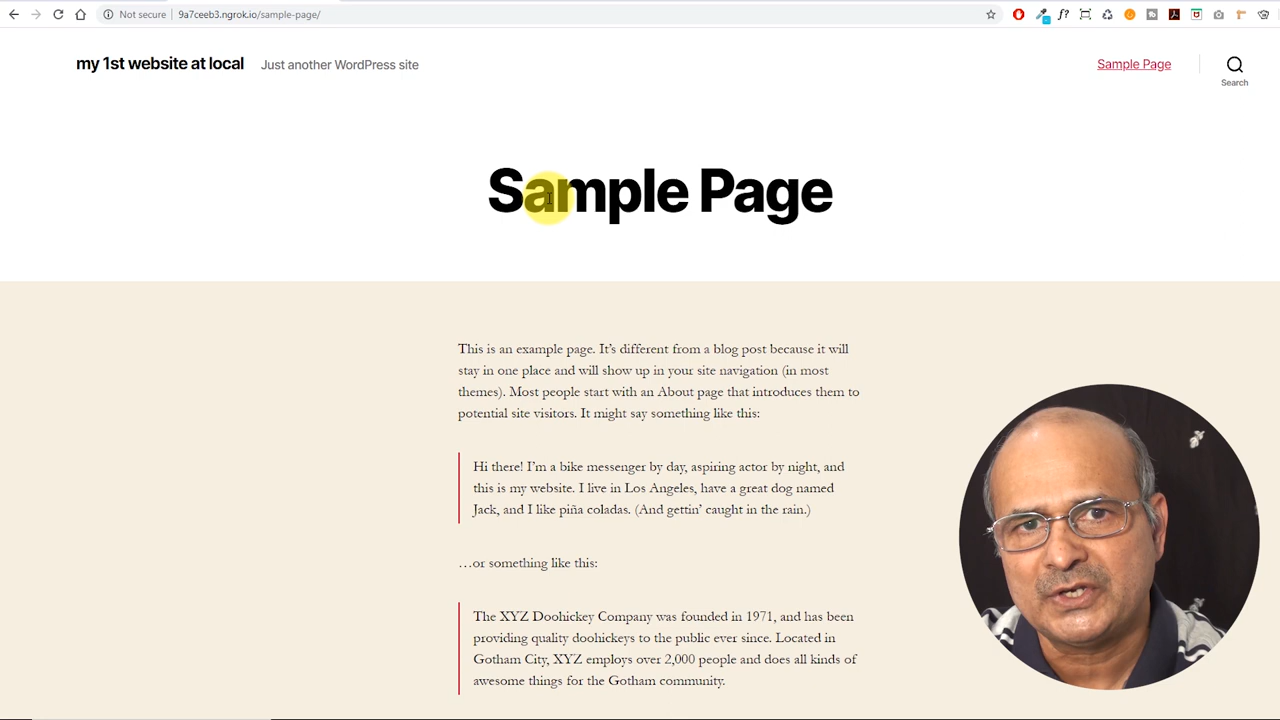 Not secure | 9a7ceeb3.ngrok.io/sample-page/
f?
my 1st website at local Just another WordPress site Sample Page
Search
Sample Page
This is an example page. It’s different from a blog post because it will
stay in one place and will show up in your site navigation (in most
themes). Most people start with an About page that introduces them to
potential site visitors. It might say something like this:
Hi there! I’m a bike messenger by day, aspiring actor by night, and
this is my website. I live in Los Angeles, have a great dog named
Jack, and I like piña coladas. (And gettin’ caught in the rain.)
…or something like this:
The XYZ Doohickey Company was founded in 1971, and has been
providing quality doohickeys to the public ever since. Located in
Gotham City, XYZ employs over 2,000 people and does all kinds of
awesome things for the Gotham community.